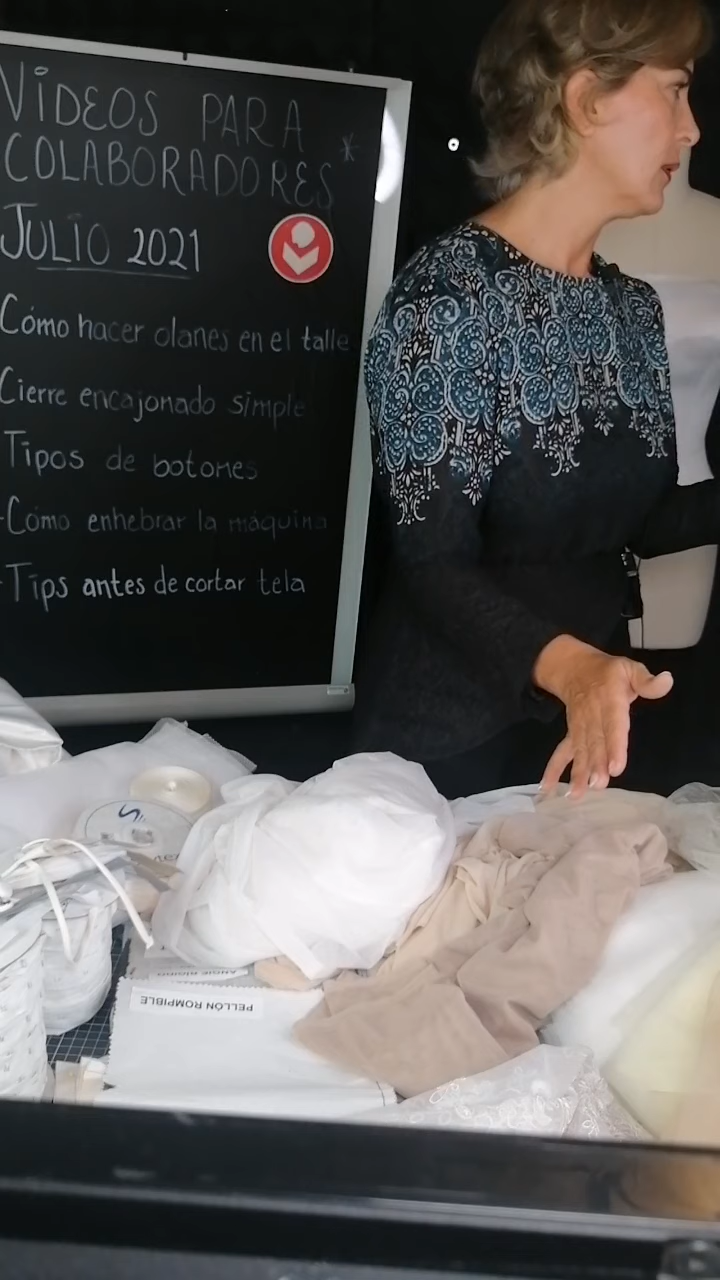 VIDEOS PARA
COLABORADORES *
JULIO 2021
Cómo hacer olanes en el talle
Cierre encajonado simple
Tipos de botones
-Cómo enhebrar la máquina
-Tips antes de cortar tela
PELLÓN ROMPIBLE